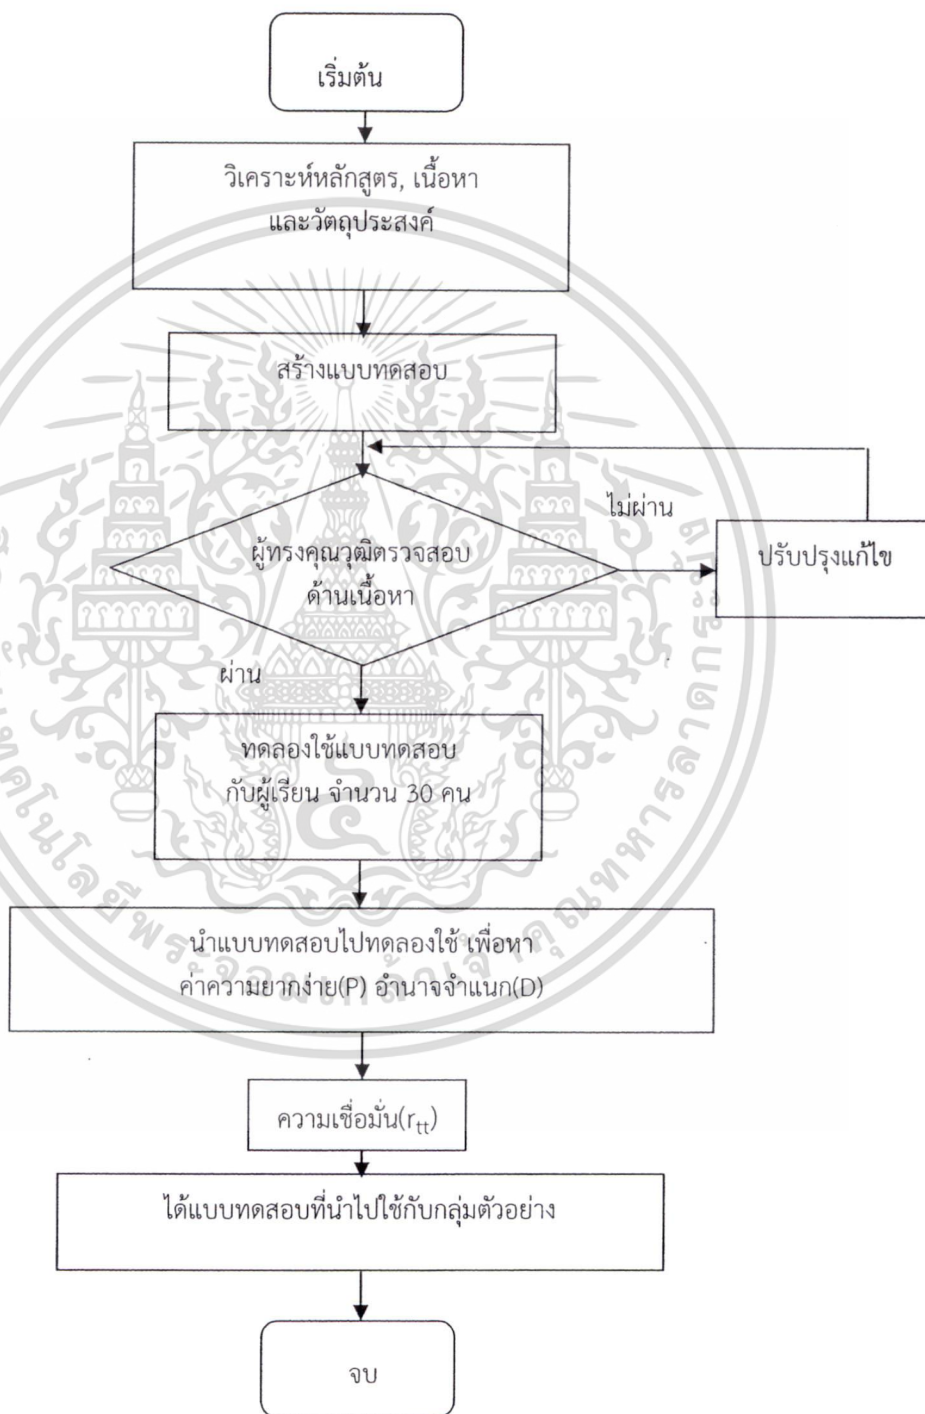 เริ่มต้น
วิเคราะห์หลักสูตร, เนื้อหา
และวัตถุประสงค์
สร้างแบบทดสอบ
ไม่ผ่าน
ผู้ทรงคุณวุฒิตรวจสอบ
ด้านเนื้อหา
ปรับปรุงแก้ไข
ผ่าน
ทดลองใช้แบบทดสอบ
กับผู้เรียน จำนวน 30 คน
นำแบบทดสอบไปทดลองใช้ เพื่อหา
ค่าความยากง่าย(P) อำนาจจำแนก(D)
ความเชื่อมั่น(rtt)
ได้แบบทดสอบที่นำไปใช้กับกลุ่มตัวอย่าง
จบ